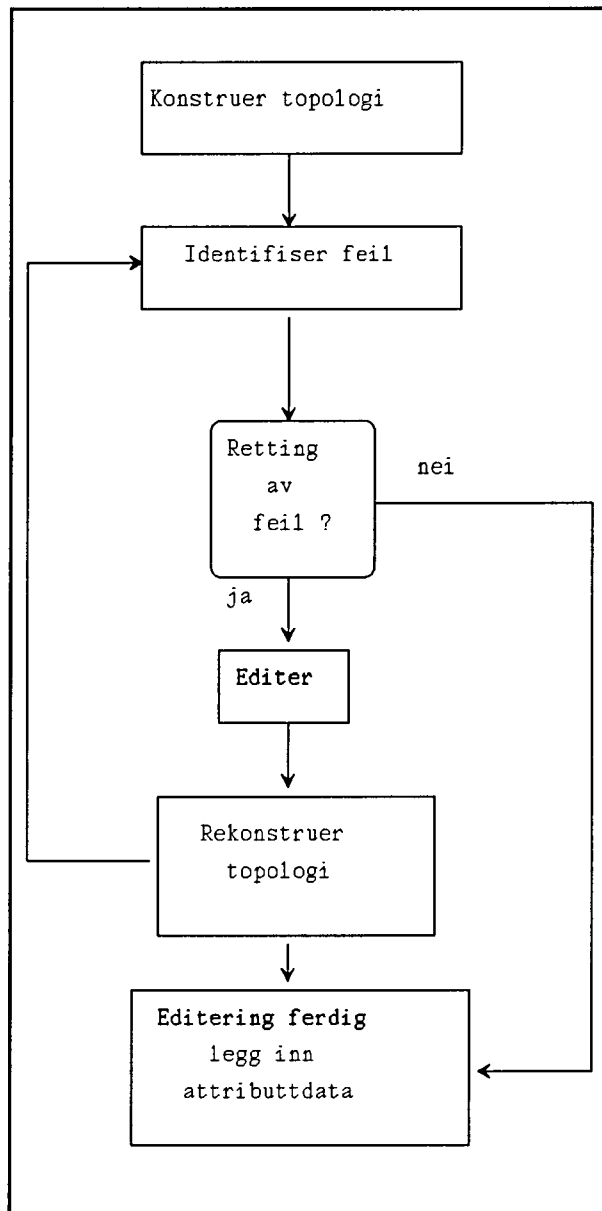 Konstruer topologi
Identifiser feil
Retting
av
feil ?
nei
ja
Editer
Rekonstruer
topologi
Editering ferdig
legg inn
attributtdata